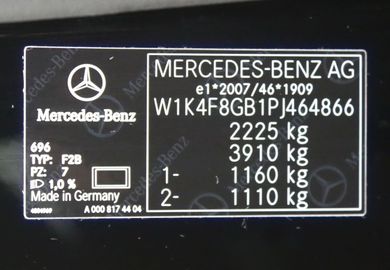 MERCEDES-BENZ AG
e1*2007/46*1909
W1K4F8GB1PJ464866
2225 kg
3910 kg
1- 1160 kg
2- 1110 kg
Mercedes-Benz
696
TYP: F2B
PZ: 7
1,0 %
Made in Germany
A 000 817 44 04